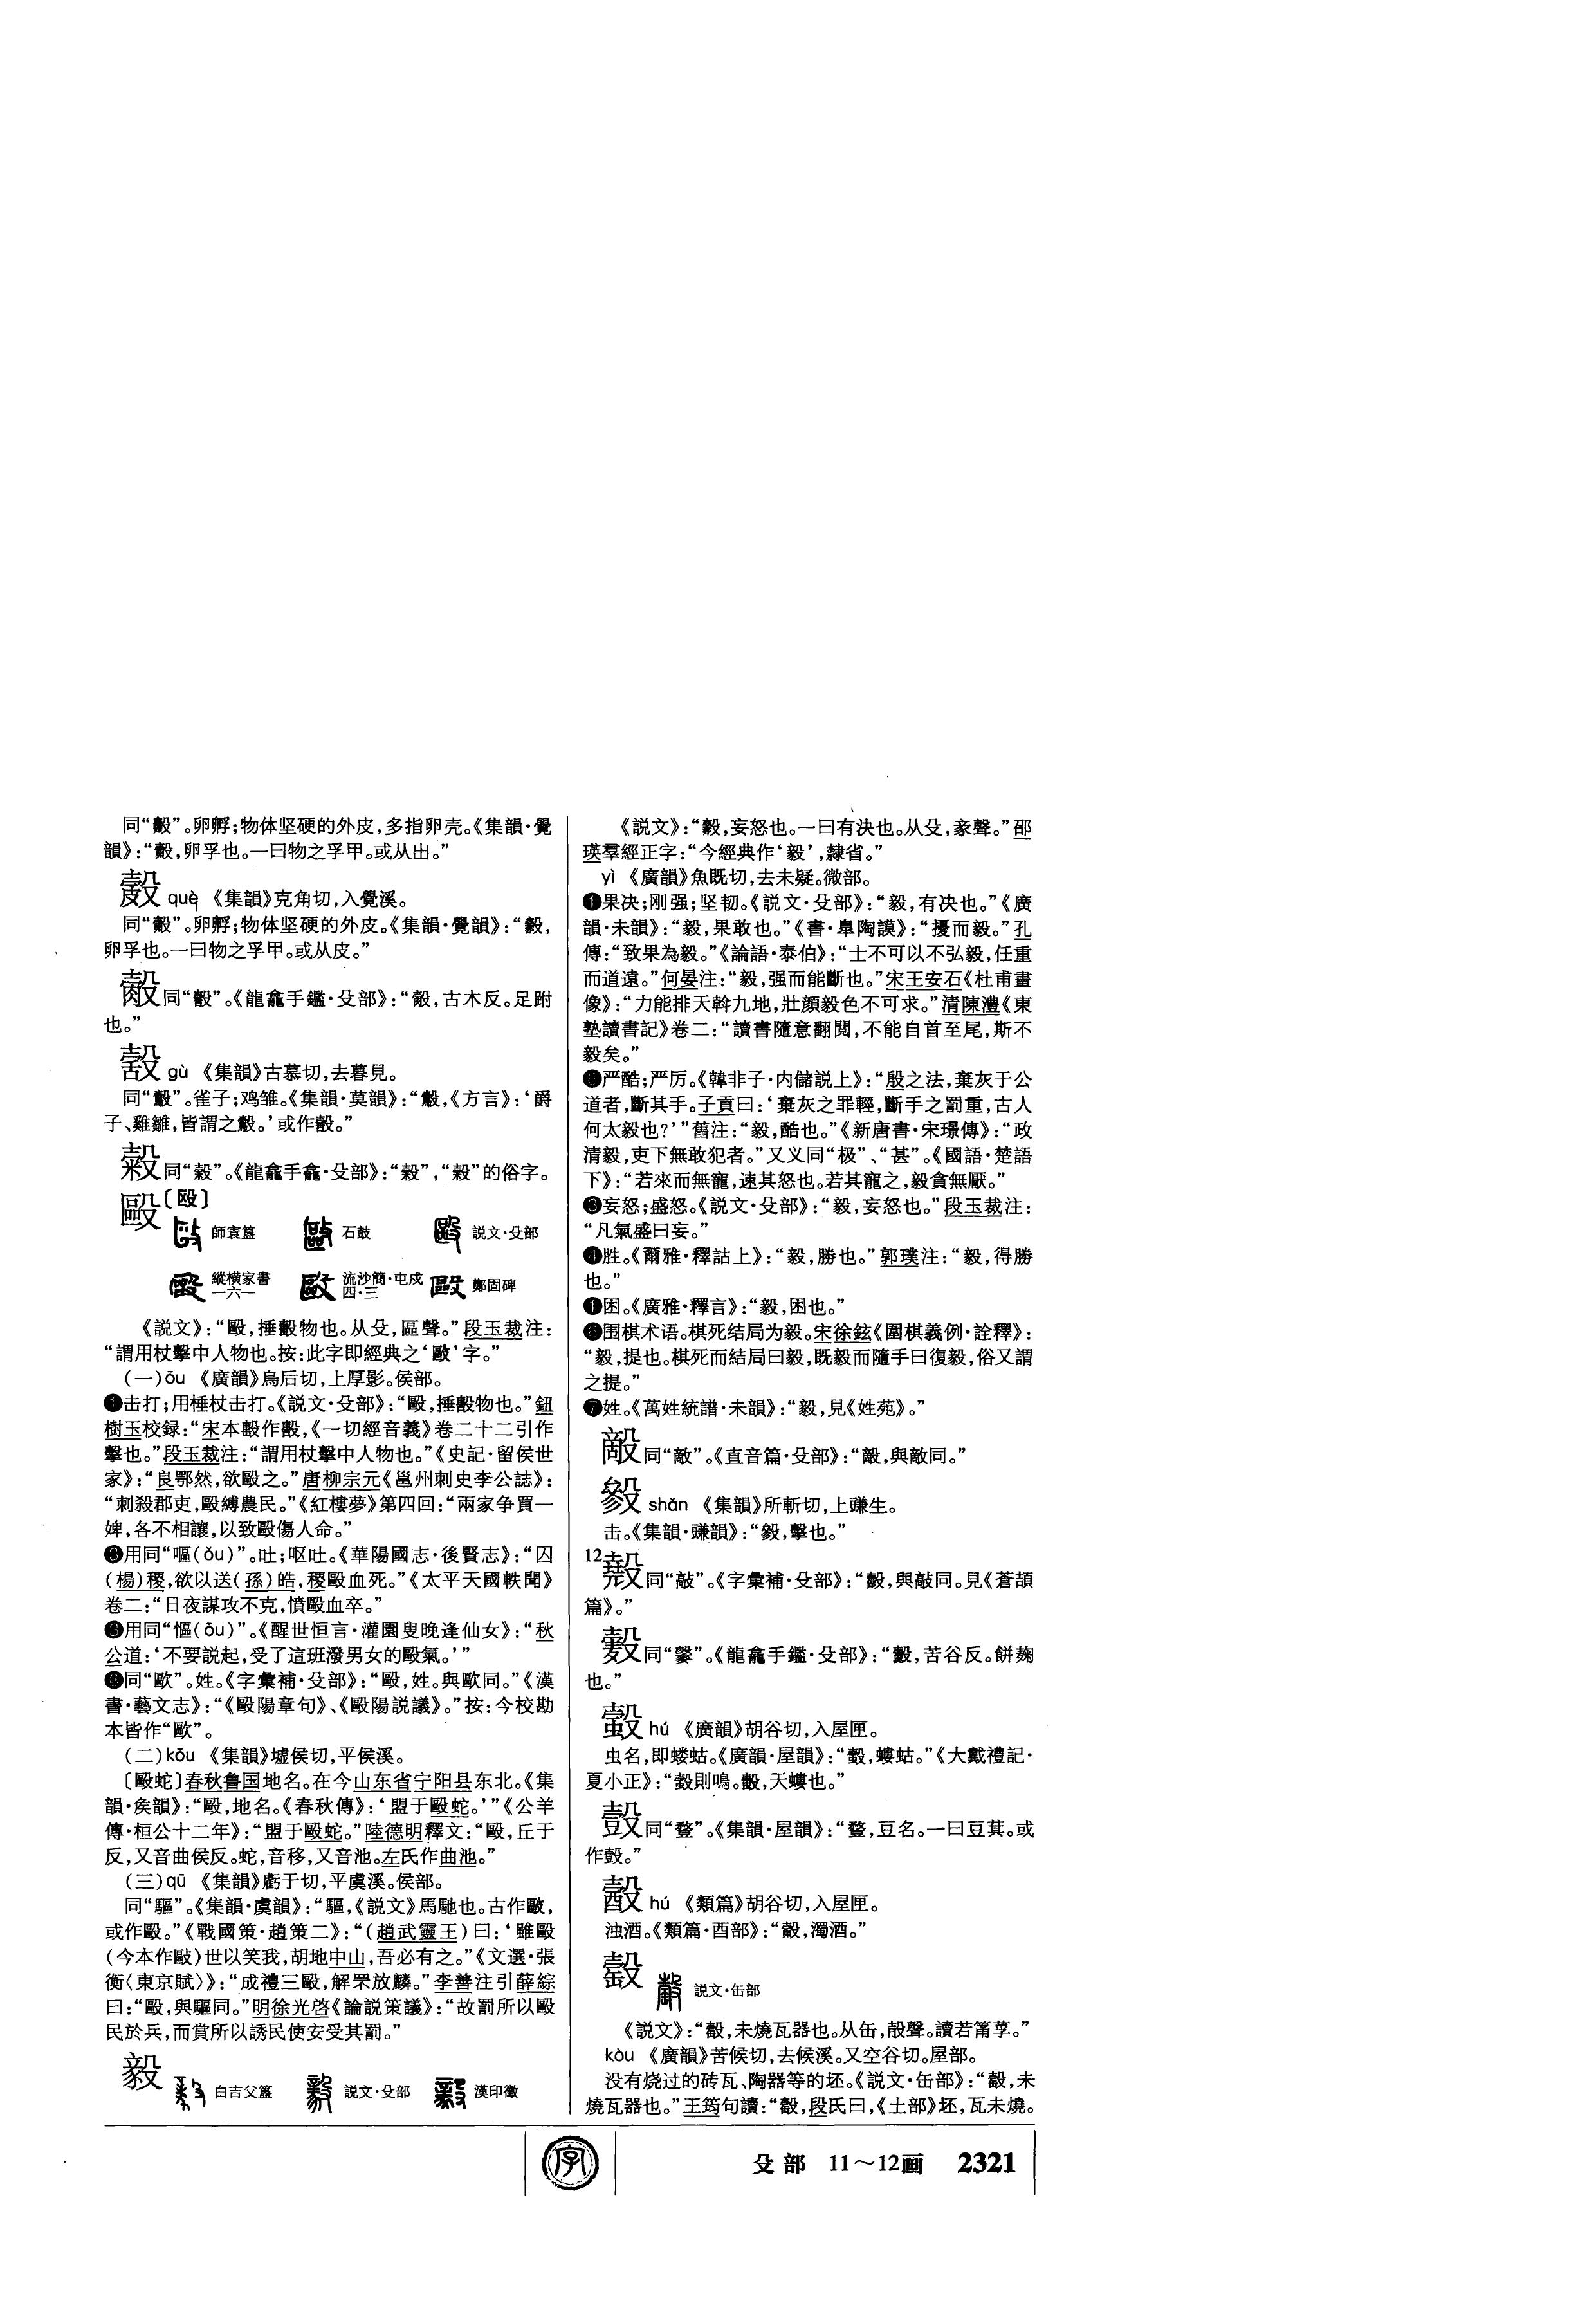 同“㱿”。卵孵;物体坚硬的外皮,多指卵壳。《集韻·覺
韻》:“㱿,卵孚也。一曰物之孚甲。或从出。”
què 《集韻》克角切,入覺溪。
同“㱿”。卵孵;物体坚硬的外皮。《集韻·覺韻》:“㱿,
卵孚也。一曰物之孚甲。或从皮。”
同“ ”。《龍龕手鑑·殳部》:“ ,古木反。足跗
也。”
gù 《集韻》古慕切,去暮見。
同“鷇”。雀子;鸡雏。《集韻·莫韻》:“鷇,《方言》:‘爵
子、雞雛,皆謂之鷇。’或作 。”
同“穀”。《龍龕手龕·殳部》:“穀”,“穀”的俗字。
毆〔殴〕
師㝨簋 石鼓 説文·殳部
縱横家書一六一 流沙簡·屯戍四·三 鄭固碑
《説文》:“毆,捶毄物也。从殳,區聲。”段玉裁注:
“謂用杖擊中人物也。按:此字即經典之‘敺’字。”
(一)ōu 《廣韻》烏后切,上厚影。侯部。
❶击打;用棰杖击打。《説文·殳部》:“毆,捶毄物也。”鈕
樹玉校録:“宋本毄作㲉,《一切經音義》卷二十二引作
擊也。”段玉裁注:“謂用杖擊中人物也。”《史記·留侯世
家》:“良鄂然,欲毆之。”唐柳宗元《邕州刺史李公誌》:
“刺殺郡吏,毆縛農民。”《紅樓夢》第四回:“兩家争買一
婢,各不相讓,以致毆傷人命。”
用同“嘔(ǒu)”。吐;呕吐。《華陽國志·後賢志》:“囚
(楊)稷,欲以送(孫)皓,稷毆血死。”《太平天國軼聞》
卷二:“日夜謀攻不克,憤毆血卒。”
❸用同“慪(ǒu)”。《醒世恒言·灌園叟晚逢仙女》:“秋
公道:‘不要説起,受了這班潑男女的毆氣。’”
同“歐”。姓。《字彙補·殳部》:“毆,姓。與歐同。”《漢
書·藝文志》:“《毆陽章句》、《毆陽説議》。”按:今校勘
本皆作“歐”。
(二)kōu 《集韻》墟侯切,平侯溪。
〔毆蛇〕春秋鲁国地名。在今山东省宁阳县东北。《集
韻·矦韻》:“毆,地名。《春秋傳》:‘盟于毆蛇。’”《公羊
傳·桓公十二年》:“盟于毆蛇。”陸德明釋文:“毆,丘于
反,又音曲侯反。蛇,音移,又音池。左氏作曲池。”
(三)qū 《集韻》虧于切,平虞溪。侯部。
同“驅”。《集韻·虞韻》:“驅,《説文》馬馳也。古作敺,
或作毆。”《戰國策·趙策二》:“(趙武靈王)曰:‘雖毆
(今本作敺)世以笑我,胡地中山,吾必有之。”《文選·張
衡〈東京賦〉》:“成禮三毆,解罘放麟。”李善注引薛綜
曰:“毆,與驅同。”明徐光啓《論説策議》:“故罰所以毆
民於兵,而賞所以誘民使安受其罰。”
毅
白吉父簋 説文·殳部 漢印徵
《説文》:“毅,妄怒也。一曰有決也。从殳,豙聲。”邵
瑛羣經正字:“今經典作‘毅’,隸省。”
yì 《廣韻》魚既切,去未疑。微部。
❶果决;刚强;坚韧。《説文·殳部》:“毅,有决也。”《廣
韻·未韻》:“毅,果敢也。”《書·臯陶謨》:“擾而毅。”孔
傳:“致果為毅。”《論語·泰伯》:“士不可以不弘毅,任重
而道遠。”何晏注:“毅,强而能斷也。”宋王安石《杜甫畫
像》:“力能排天斡九地,壯顔毅色不可求。”清陳澧《東
塾讀書記》卷二:“讀書隨意翻閲,不能自首至尾,斯不
毅矣。”
严酷;严厉。《韓非子·内儲説上》:“殷之法,棄灰于公
道者,斷其手。子貢曰:‘棄灰之罪輕,斷手之罰重,古人
何太毅也?’”舊注:“毅,酷也。”《新唐書·宋璟傳》:“政
清毅,吏下無敢犯者。”又义同“极”、“甚”。《國語·楚語
下》:“若來而無寵,速其怒也。若其寵之,毅貪無厭。”
❸妄怒;盛怒。《説文·殳部》:“毅,妄怒也。”段玉裁注:
“凡氣盛曰妄。”
❹胜。《爾雅·釋詁上》:“毅,勝也。”郭璞注:“毅,得勝
也。”
困。《廣雅·釋言》:“毅,困也。”
围棋术语。棋死结局为毅。宋徐鉉《圍棋義例·詮釋》:
“毅,提也。棋死而結局曰毅,既毅而隨手曰復毅,俗又謂
之提。”
❼姓。《萬姓統譜·未韻》:“毅,見《姓苑》。”
同“敵”。《直音篇·殳部》:“ ,與敵同。”
shǎn 《集韻》所斬切,上豏生。
击。《集韻·豏韻》:“ ,擊也。”
12
同“敲”。《字彙補·殳部》:“ ,與敲同。見《蒼頡
篇》。”
同“ ”。《龍龕手鑑·殳部》:“ ,苦谷反。餅麹
也。”
hú 《廣韻》胡谷切,入屋匣。
虫名,即蝼蛄。《廣韻·屋韻》:“ ,螻蛄。”《大戴禮記·
夏小正》:“ 則鳴。 ,天螻也。”
同“ ”。《集韻·屋韻》:“ ,豆名。一曰豆萁。或
作 。”
hú 《類篇》胡谷切,入屋匣。
浊酒。《類篇·酉部》:“ ,濁酒。”
㲄
説文·缶部
《説文》:“㲄,未燒瓦器也。从缶,㱿聲。讀若筩莩。”
kòu 《廣韻》苦候切,去候溪。又空谷切。屋部。
没有烧过的砖瓦、陶器等的坯。《説文·缶部》:“㲄,未
燒瓦器也。”王筠句讀:“㲄,段氏曰,《土部》坯,瓦未燒。
字 殳部 11～12画 2321